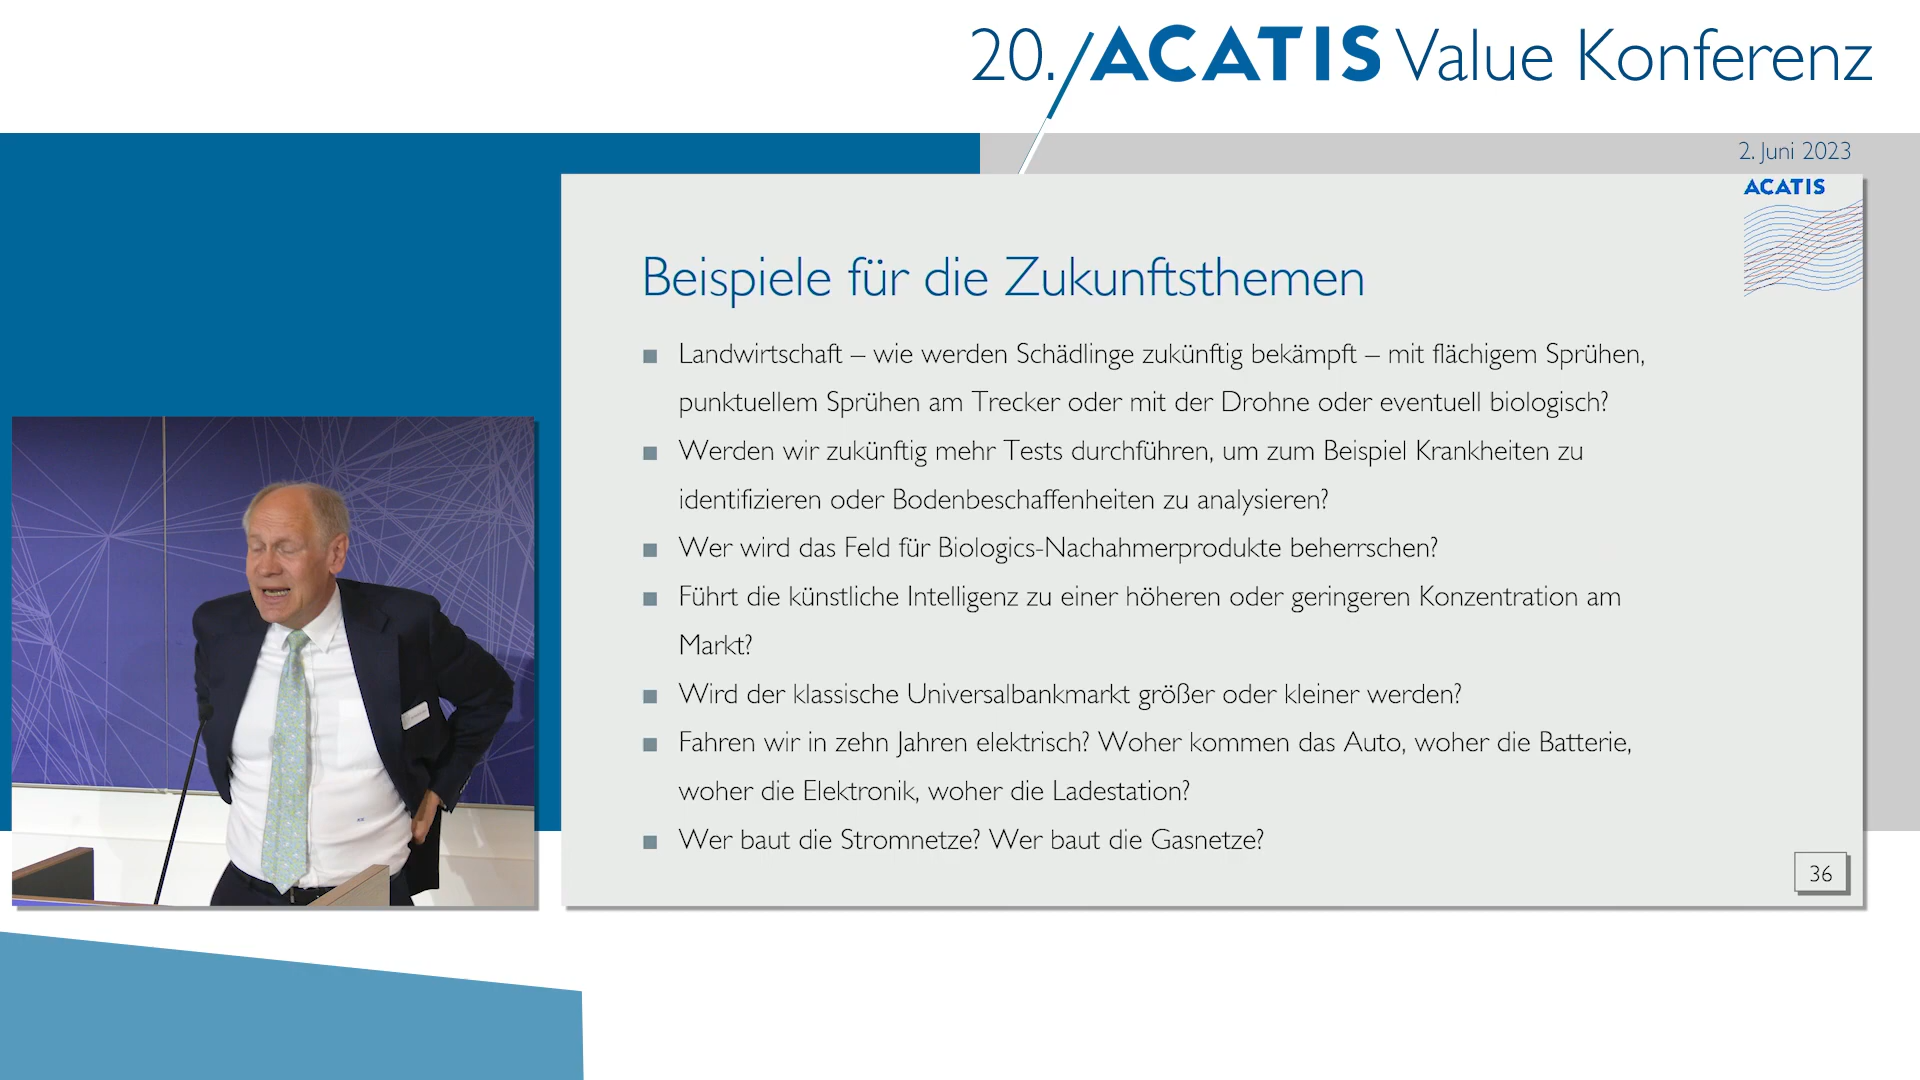 20. ACATIS Value Konferenz
2. Juni 2023
ACATIS
Beispiele für die Zukunftsthemen
Landwirtschaft – wie werden Schädlinge zukünftig bekämpft – mit flächigem Sprühen,
punktuellem Sprühen am Trecker oder mit der Drohne oder eventuell biologisch?
Werden wir zukünftig mehr Tests durchführen, um zum Beispiel Krankheiten zu
identifizieren oder Bodenbeschaffenheiten zu analysieren?
Wer wird das Feld für Biologics-Nachahmerprodukte beherrschen?
Führt die künstliche Intelligenz zu einer höheren oder geringeren Konzentration am
Markt?
Wird der klassische Universalbankmarkt größer oder kleiner werden?
Fahren wir in zehn Jahren elektrisch? Woher kommen das Auto, woher die Batterie,
woher die Elektronik, woher die Ladestation?
Wer baut die Stromnetze? Wer baut die Gasnetze?
36